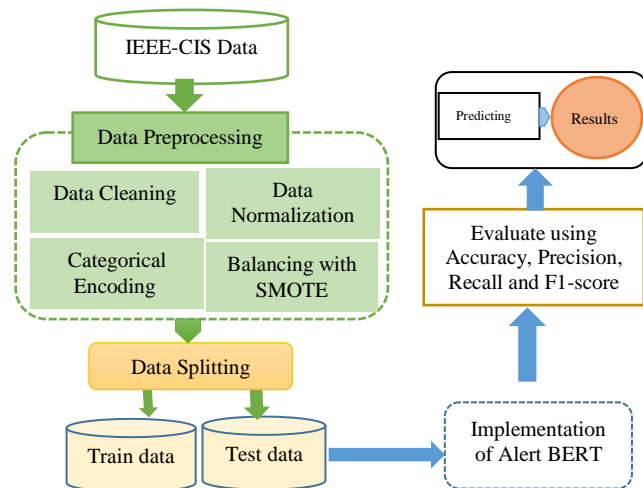 IEEE-CIS Data
Data Preprocessing
Data Cleaning
Data
Normalization
Categorical
Encoding
Balancing with
SMOTE
Data Splitting
Train data
Test data
Implementation
of Alert BERT
Evaluate using
Accuracy, Precision,
Recall and F1-score
Predicting
Results